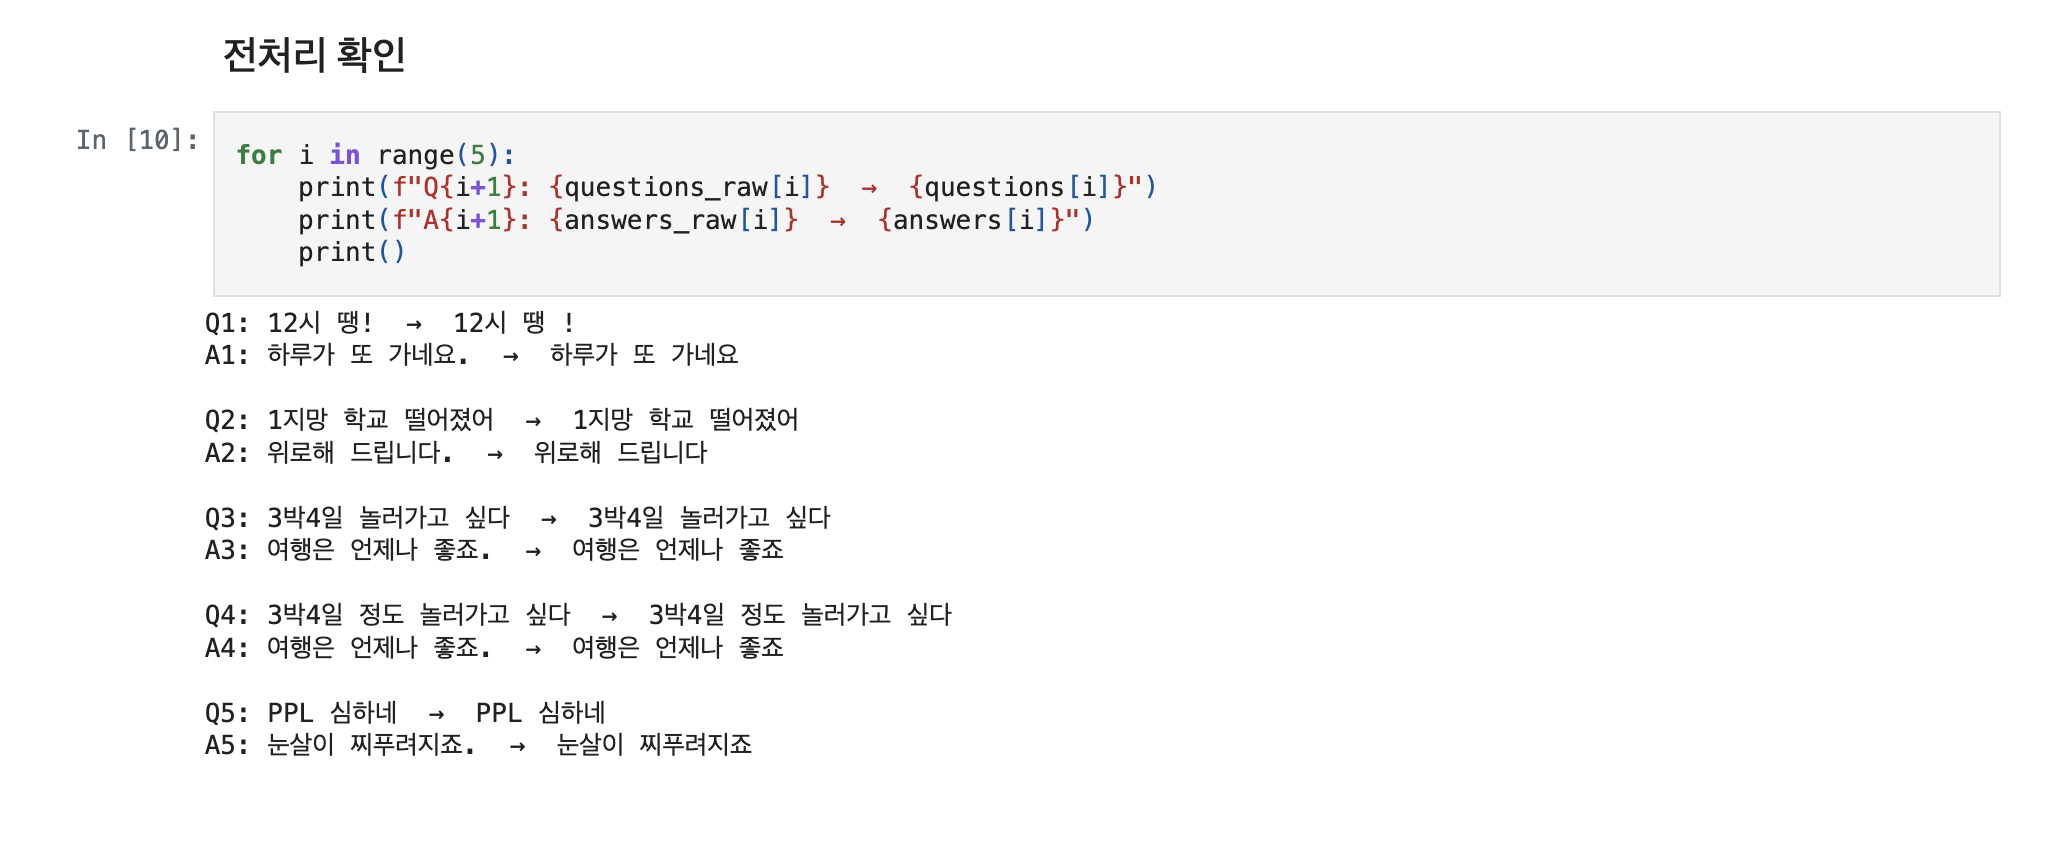 전처리 확인
In [10]:
for i in range(5):
    print(f"Q{i+1}: {questions_raw[i]}  →  {questions[i]}")
    print(f"A{i+1}: {answers_raw[i]}  →  {answers[i]}")
    print()
Q1: 12시 땡!  →  12시 땡 !
A1: 하루가 또 가네요.  →  하루가 또 가네요

Q2: 1지망 학교 떨어졌어  →  1지망 학교 떨어졌어
A2: 위로해 드립니다.  →  위로해 드립니다

Q3: 3박4일 놀러가고 싶다  →  3박4일 놀러가고 싶다
A3: 여행은 언제나 좋죠.  →  여행은 언제나 좋죠

Q4: 3박4일 정도 놀러가고 싶다  →  3박4일 정도 놀러가고 싶다
A4: 여행은 언제나 좋죠.  →  여행은 언제나 좋죠

Q5: PPL 심하네  →  PPL 심하네
A5: 눈살이 찌푸려지죠.  →  눈살이 찌푸려지죠